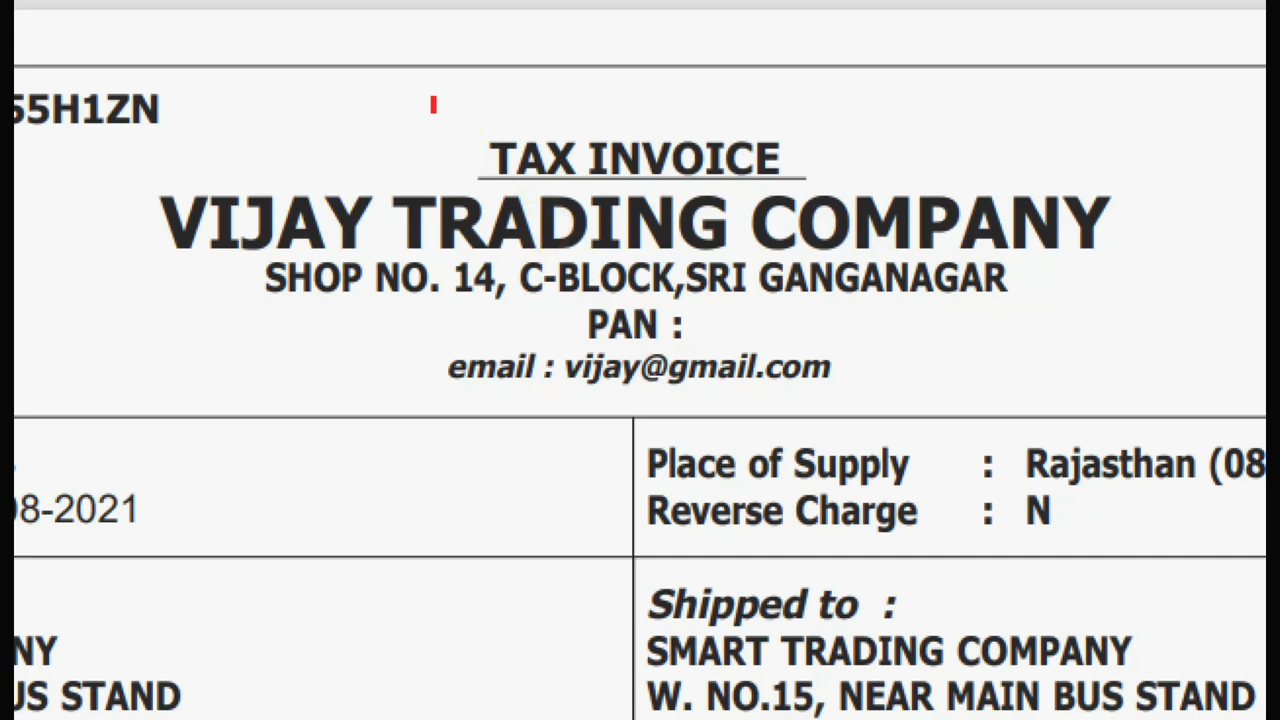 55H1ZN
TAX INVOICE
VIJAY TRADING COMPANY
SHOP NO. 14, C-BLOCK,SRI GANGANAGAR
PAN :
email : vijay@gmail.com
08-2021
Place of Supply : Rajasthan (08
Reverse Charge : N
NY
US STAND
Shipped to :
SMART TRADING COMPANY
W. NO.15, NEAR MAIN BUS STAND